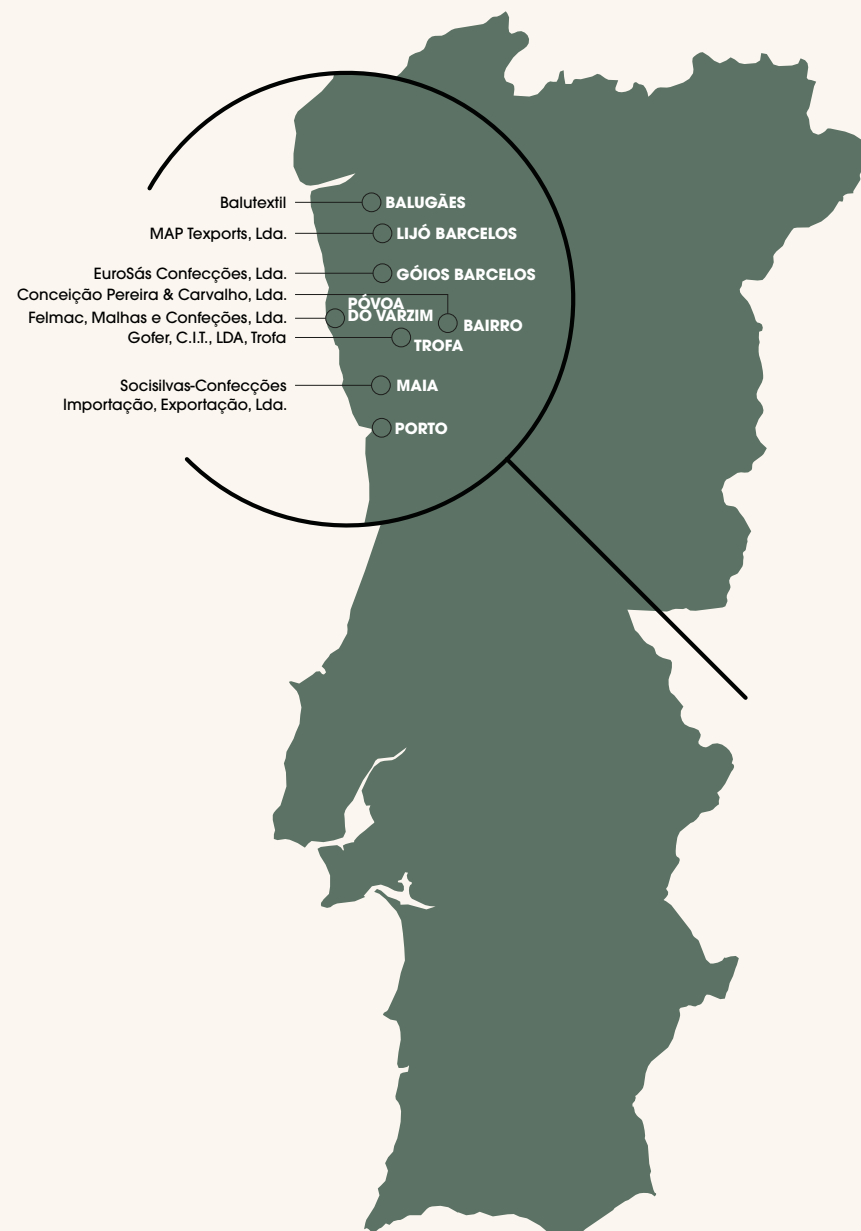 Balutextil
BALUGÃES
MAP Texports, Lda.
LIJÓ BARCELOS
EuroSás Confecções, Lda.
GÓIOS BARCELOS
Conceição Pereira & Carvalho, Lda.
BAIRRO
Felmac, Malhas e Confeções, Lda.
PÓVOA
DO VARZIM
Gofer, C.I.T., LDA, Trofa
TROFA
Socisilvas-Confecções
Importação, Exportação, Lda.
MAIA
PORTO